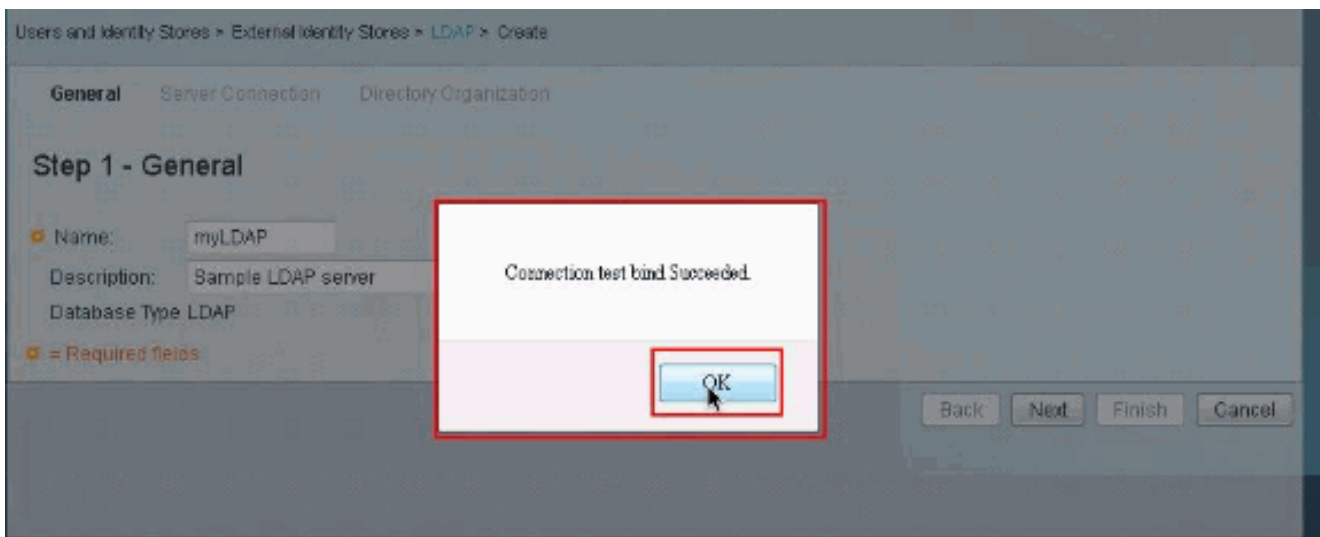 Users and Identity Stores > External Identity Stores > LDAP > Create
General Server Connection Directory Organization
Step 1 - General
Name: myLDAP
Description: Sample LDAP server
Database Type LDAP
= Required fields
Connection test bind Succeeded.
OK
Back Next Finish Cancel